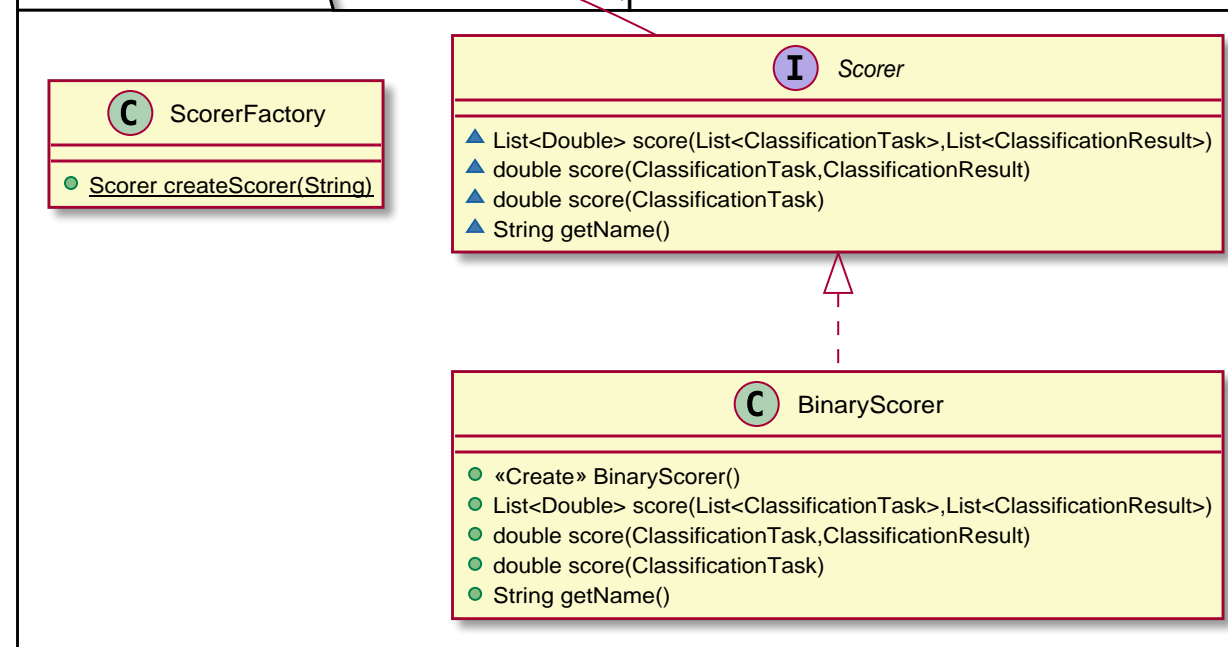 C ScorerFactory
Scorer createScorer(String)
I Scorer
List<Double> score(List<ClassificationTask>,List<ClassificationResult>)
double score(ClassificationTask,ClassificationResult)
double score(ClassificationTask)
String getName()
C BinaryScorer
«Create» BinaryScorer()
List<Double> score(List<ClassificationTask>,List<ClassificationResult>)
double score(ClassificationTask,ClassificationResult)
double score(ClassificationTask)
String getName()